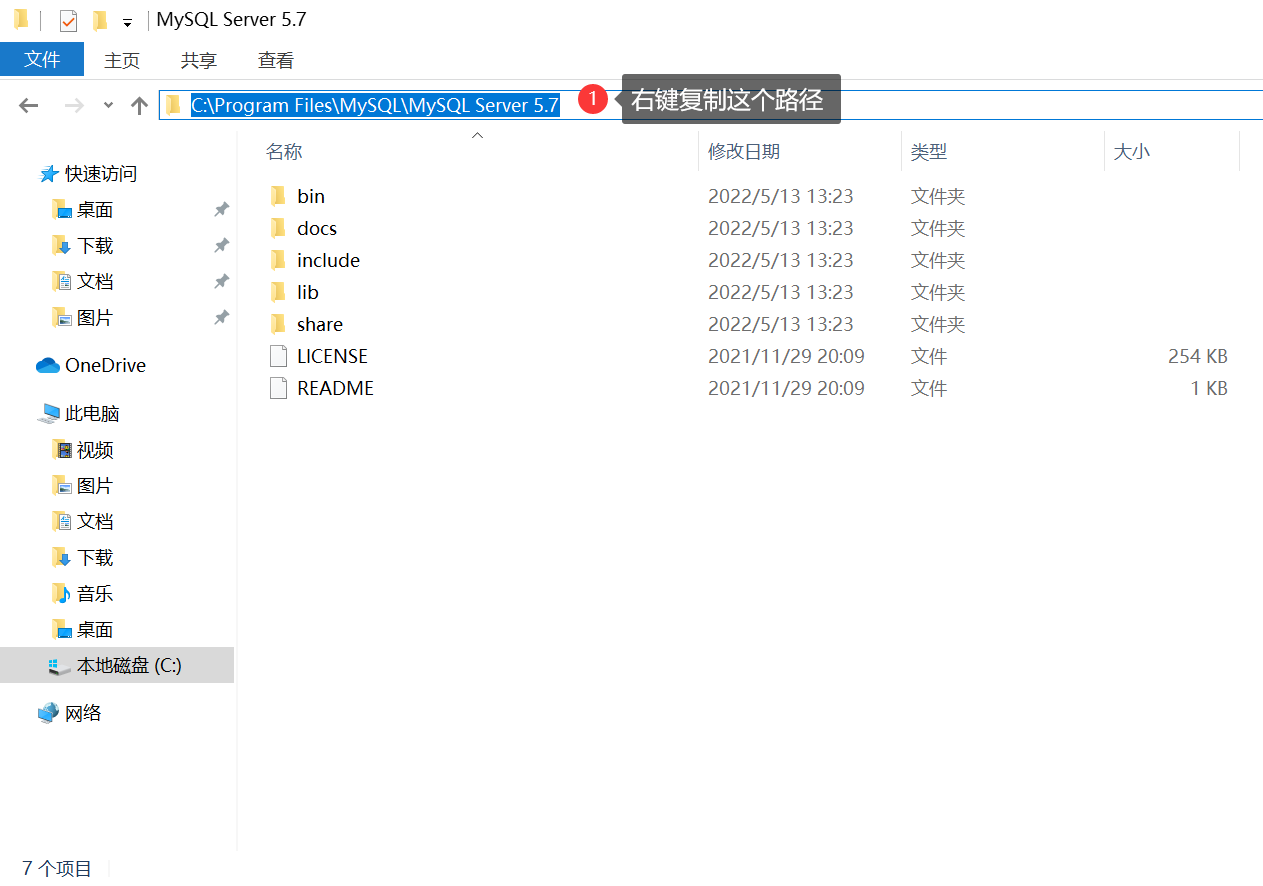 MySQL Server 5.7
文件 主页 共享 查看
C:\Program Files\MySQL\MySQL Server 5.7 1 右键复制这个路径
名称 修改日期 类型 大小
快速访问
桌面
下载
文档
图片
OneDrive
此电脑
视频
图片
文档
下载
音乐
桌面
本地磁盘 (C:)
网络
bin 2022/5/13 13:23 文件夹
docs 2022/5/13 13:23 文件夹
include 2022/5/13 13:23 文件夹
lib 2022/5/13 13:23 文件夹
share 2022/5/13 13:23 文件夹
LICENSE 2021/11/29 20:09 文件 254 KB
README 2021/11/29 20:09 文件 1 KB
7 个项目